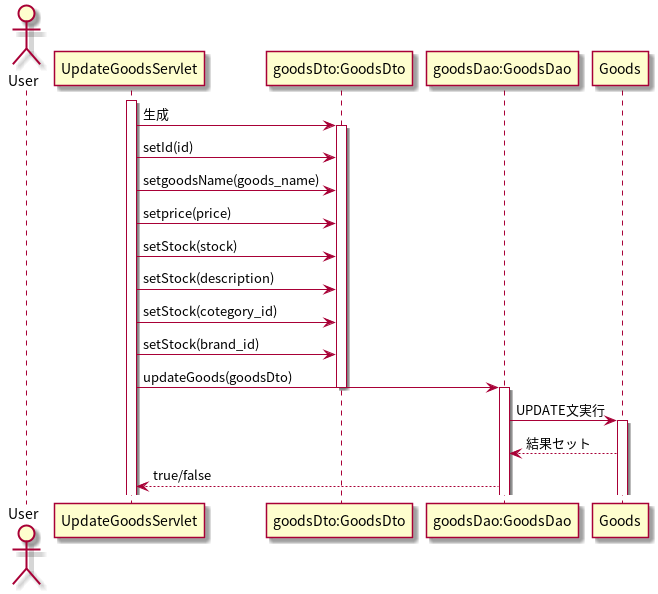 User
UpdateGoodsServlet
goodsDto:GoodsDto
goodsDao:GoodsDao
Goods
生成
setId(id)
setgoodsName(goods_name)
setprice(price)
setStock(stock)
setStock(description)
setStock(cotegory_id)
setStock(brand_id)
updateGoods(goodsDto)
UPDATE文実行
結果セット
true/false
User
UpdateGoodsServlet
goodsDto:GoodsDto
goodsDao:GoodsDao
Goods